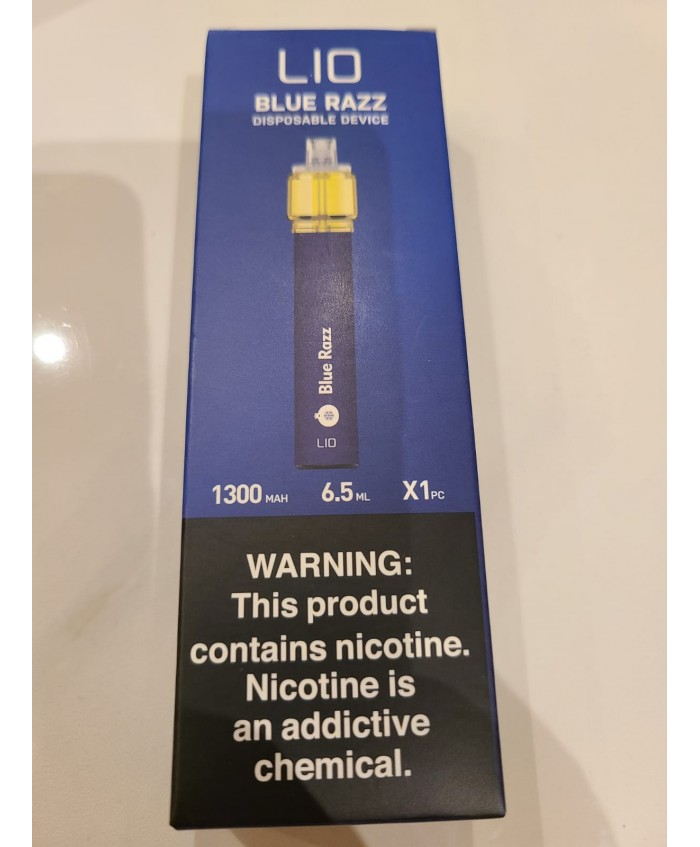 LIO
BLUE RAZZ
DISPOSABLE DEVICE
Blue Razz
LIO
1300 MAH 6.5 ML X1 PC
WARNING:
This product
contains nicotine.
Nicotine is
an addictive
chemical.